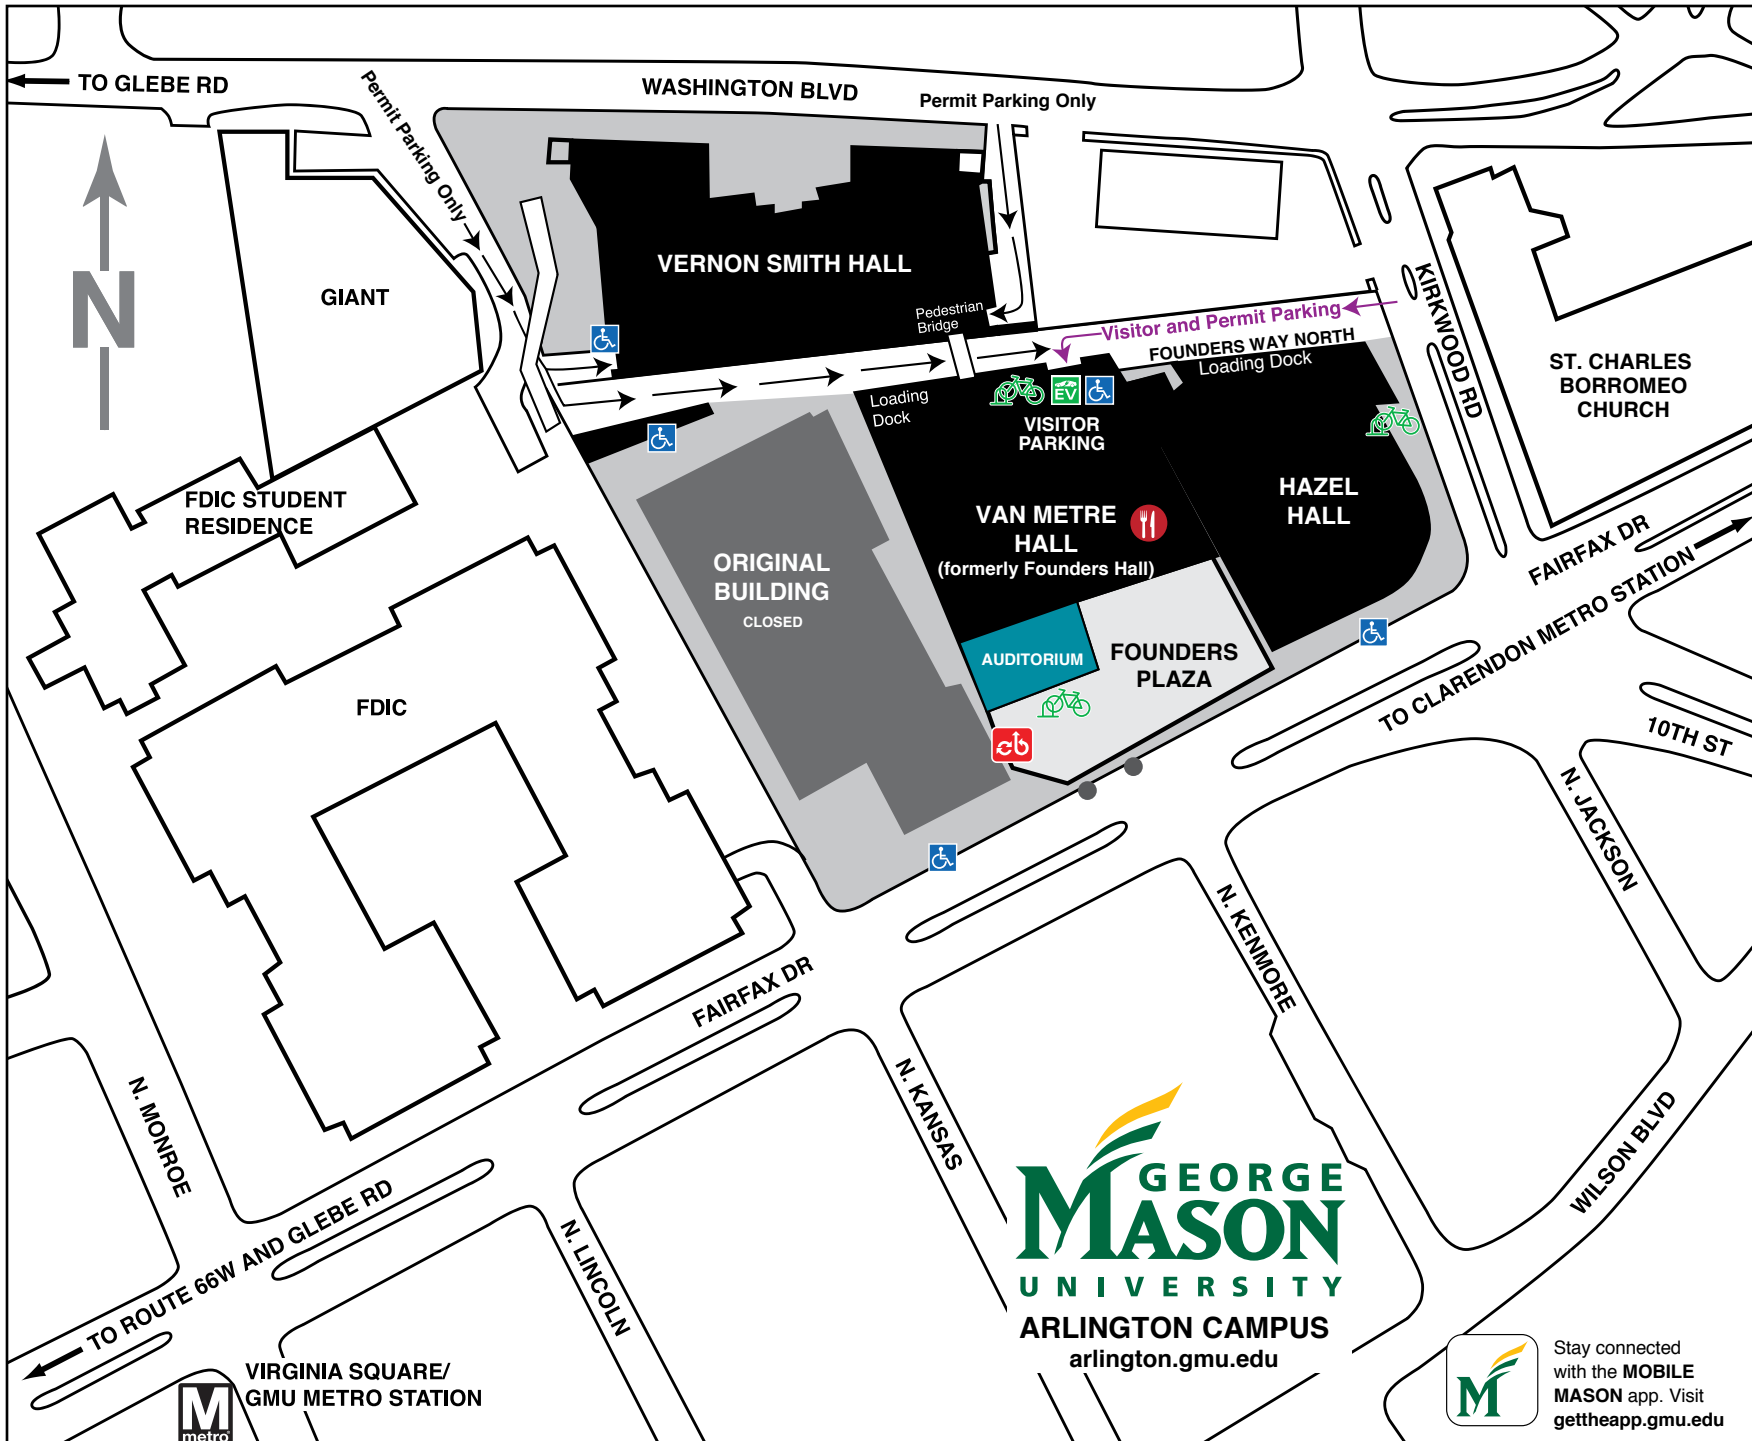 TO GLEBE RD
WASHINGTON BLVD
Permit Parking Only
Permit Parking Only
N
GIANT
VERNON SMITH HALL
Pedestrian
Bridge
Visitor and Permit Parking
FOUNDERS WAY NORTH
Loading Dock
KIRKWOOD RD
ST. CHARLES
BORROMEO
CHURCH
Loading
Dock
EV
VISITOR
PARKING
FDIC STUDENT
RESIDENCE
HAZEL
HALL
VAN METRE
HALL
(formerly Founders Hall)
ORIGINAL
BUILDING
CLOSED
FAIRFAX DR
TO CLARENDON METRO STATION
AUDITORIUM
FOUNDERS
PLAZA
FDIC
cb
10TH ST
N. JACKSON
N. KENMORE
FAIRFAX DR
N. KANSAS
N. MONROE
WILSON BLVD
TO ROUTE 66W AND GLEBE RD
N. LINCOLN
GEORGE
MASON
UNIVERSITY
ARLINGTON CAMPUS
arlington.gmu.edu
VIRGINIA SQUARE/
GMU METRO STATION
M
metro
M
Stay connected
with the MOBILE
MASON app. Visit
gettheapp.gmu.edu